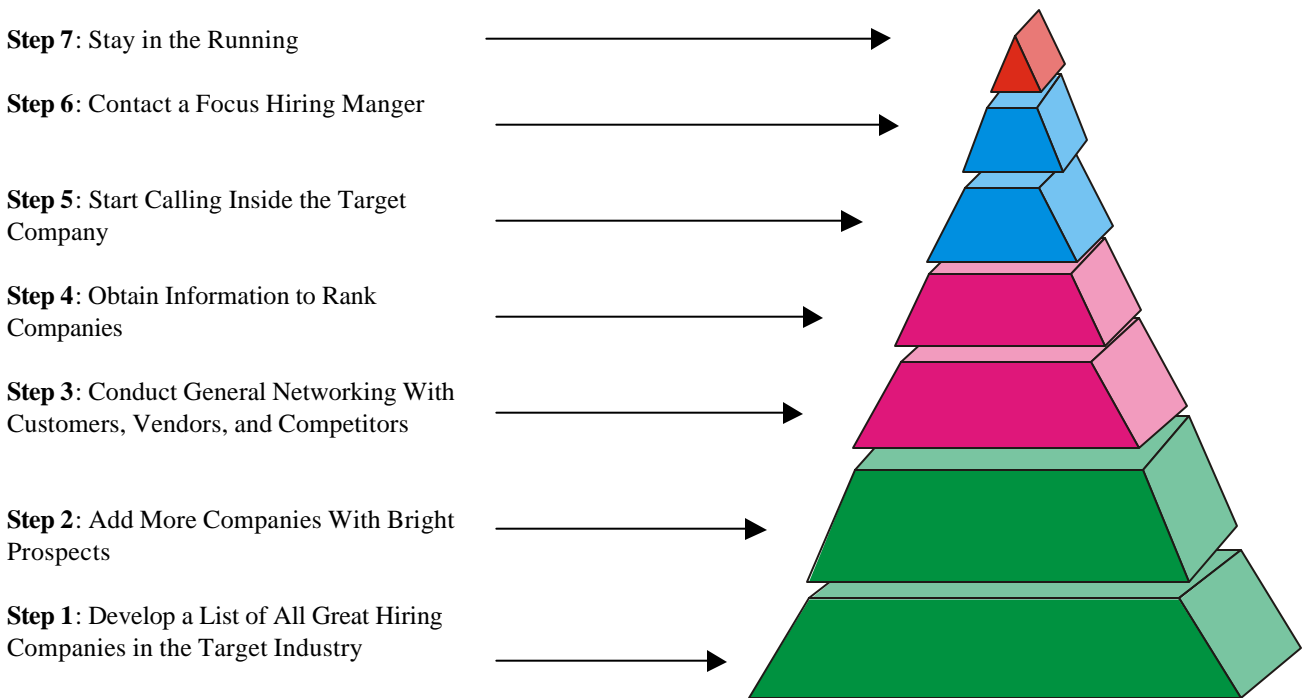 Step 7: Stay in the Running
Step 6: Contact a Focus Hiring Manger
Step 5: Start Calling Inside the Target
Company
Step 4: Obtain Information to Rank
Companies
Step 3: Conduct General Networking With
Customers, Vendors, and Competitors
Step 2: Add More Companies With Bright
Prospects
Step 1: Develop a List of All Great Hiring
Companies in the Target Industry